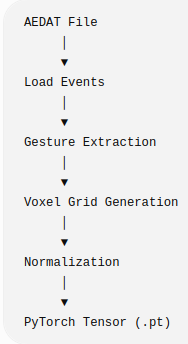 AEDAT File
│
▼
Load Events
│
▼
Gesture Extraction
│
▼
Voxel Grid Generation
│
▼
Normalization
│
▼
PyTorch Tensor (.pt)